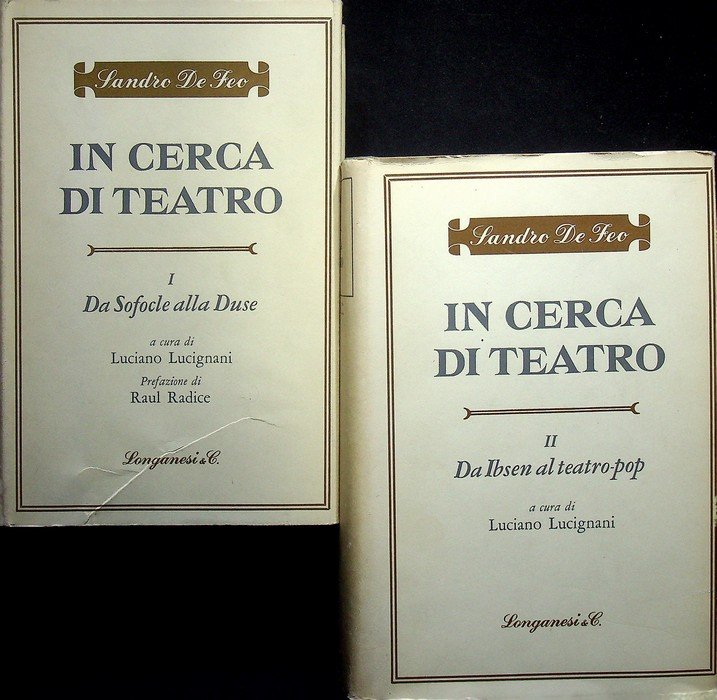 Sandro De Feo
IN CERCA
DI TEATRO
I
Da Sofocle alla Duse
a cura di
Luciano Lucignani
Prefazione di
Raul Radice
Longanesi & C.
Sandro De Feo
IN CERCA
DI TEATRO
II
Da Ibsen al teatro-pop
a cura di
Luciano Lucignani
Longanesi & C.